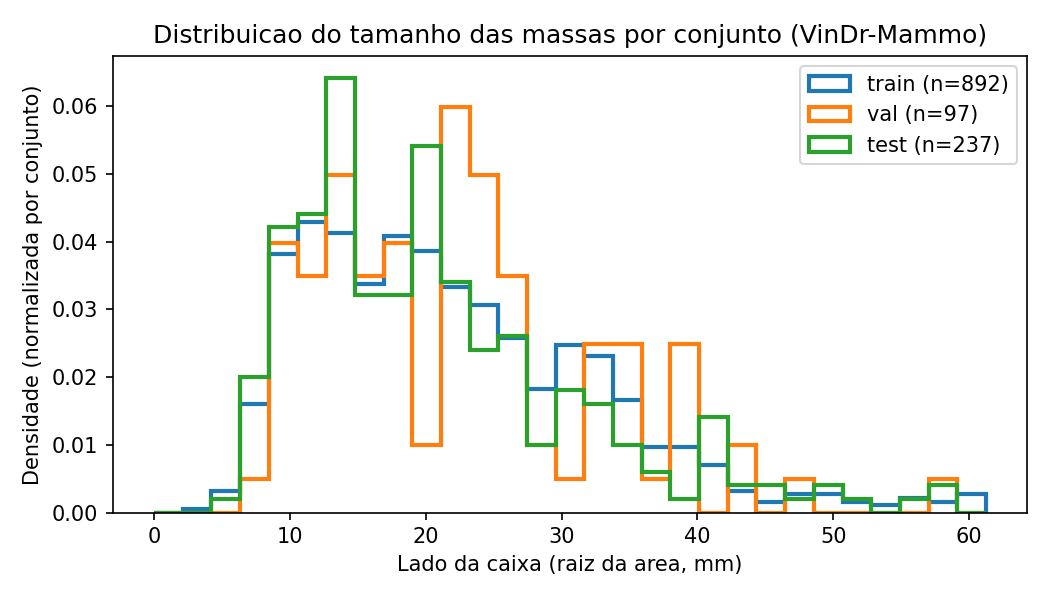 Distribuicao do tamanho das massas por conjunto (VinDr-Mammo)
Densidade (normalizada por conjunto)
0.06
0.05
0.04
0.03
0.02
0.01
0.00
train (n=892)
val (n=97)
test (n=237)
0 10 20 30 40 50 60
Lado da caixa (raiz da area, mm)